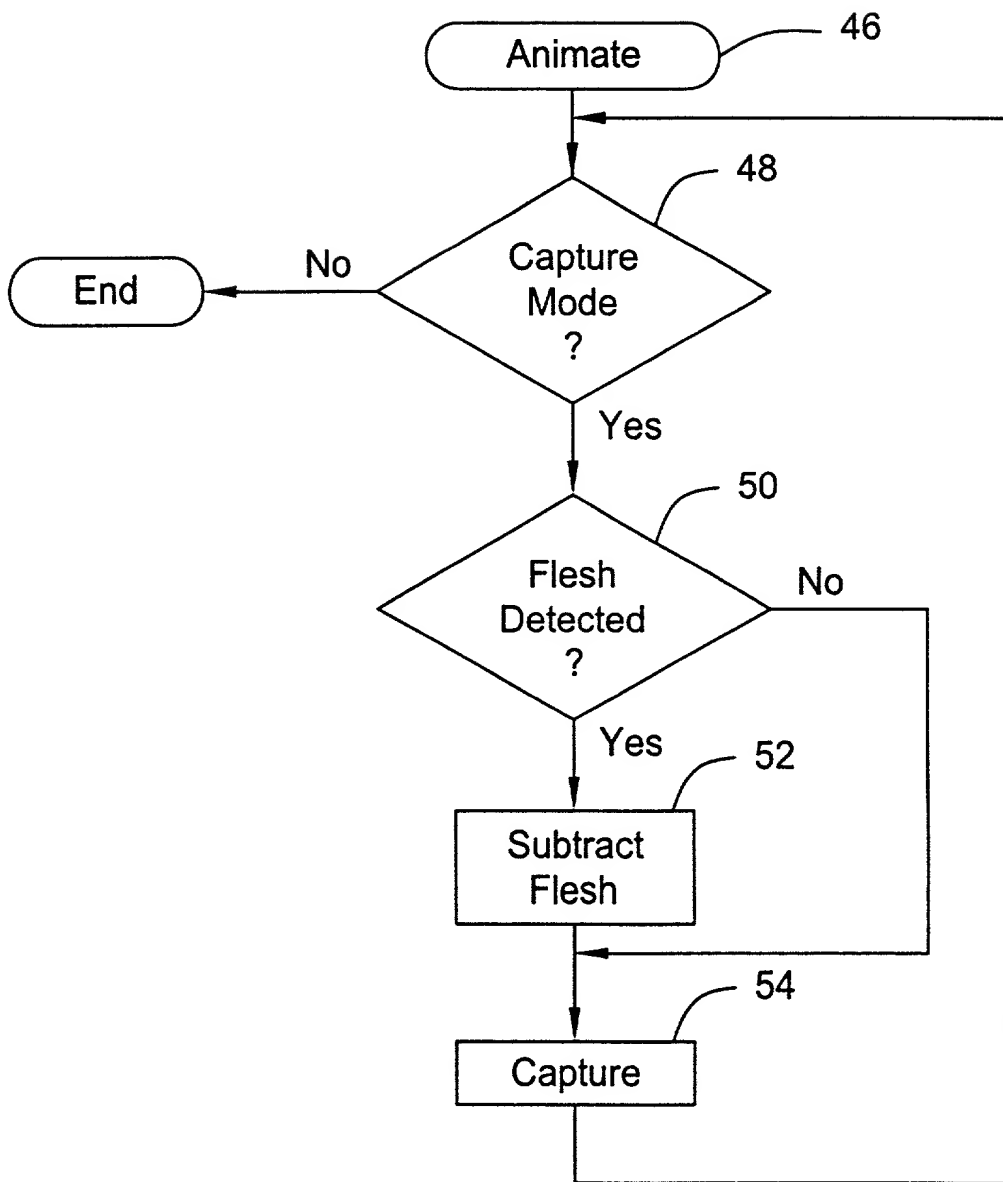 Animate
46
48
Capture
Mode
?
No
End
Yes
50
Flesh
Detected
?
No
Yes
52
Subtract
Flesh
54
Capture